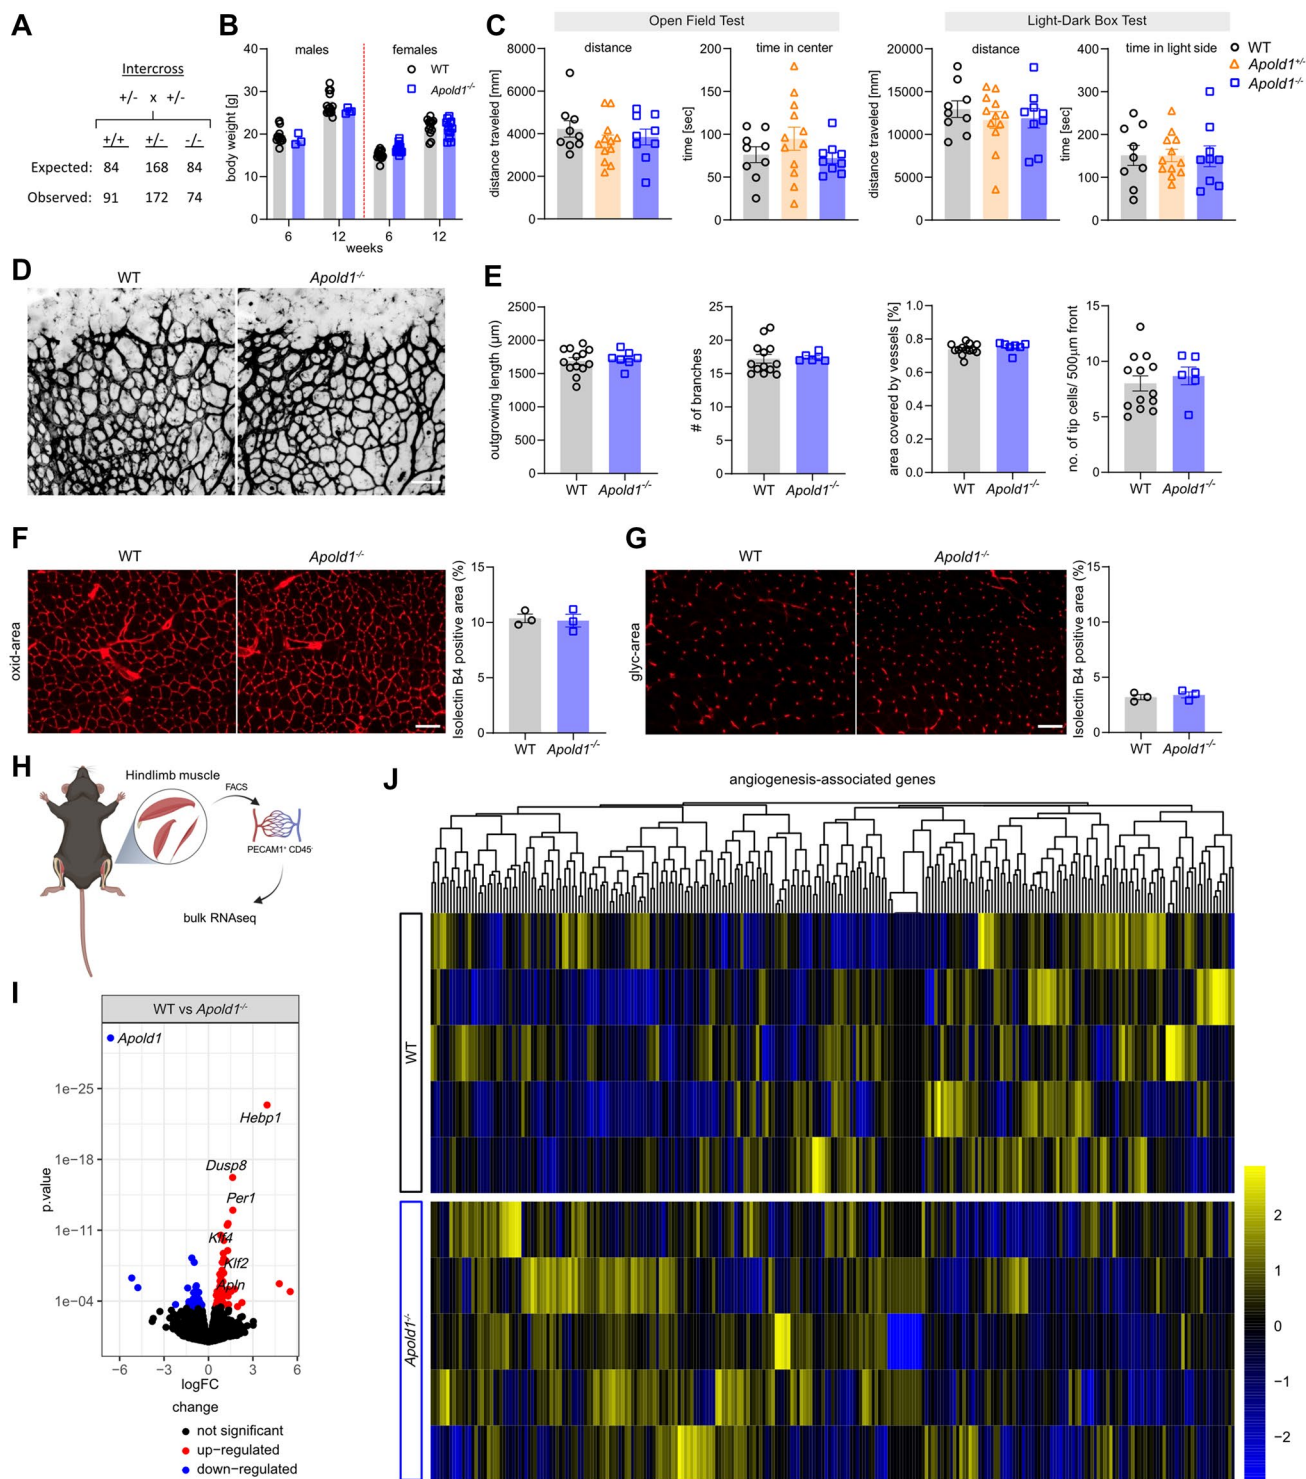 A
Intercross
+/- x +/-
+/+ +/- -/-
Expected: 84 168 84
Observed: 91 172 74
B
males females
WT
Apold1-/-
body weight [g]
40
30
20
10
0
6 12 6 12
weeks
C
Open Field Test
distance
distance traveled [mm]
8000
6000
4000
2000
0
time in center
time [sec]
200
150
100
50
0
Light-Dark Box Test
distance
distance traveled [mm]
20000
15000
10000
5000
0
time in light side
time [sec]
400
300
200
100
0
WT
Apold1+/-
Apold1-/-
D
WT Apold1-/-
E
outgrowing length (µm)
2500
2000
1500
1000
500
0
WT Apold1-/-
# of branches
25
20
15
10
5
0
WT Apold1-/-
area covered by vessels [%]
1.0
0.8
0.6
0.4
0.2
0.0
WT Apold1-/-
no. of tip cells/ 500µm front
15
10
5
0
WT Apold1-/-
F
WT Apold1-/-
oxid-area
Isolectin B4 positive area (%)
15
10
5
0
WT Apold1-/-
G
WT Apold1-/-
glyc-area
Isolectin B4 positive area (%)
15
10
5
0
WT Apold1-/-
H
Hindlimb muscle
FACS
PECAM1+ CD45-
bulk RNAseq
I
WT vs Apold1-/-
Apold1
Hebp1
Dusp8
Per1
Klf4
Klf2
Apln
p.value
1e−25
1e−18
1e−11
1e−04
−6 −3 0 3 6
logFC
change
not significant
up−regulated
down−regulated
J
angiogenesis-associated genes
WT
Apold1-/-
2
1
0
−1
−2